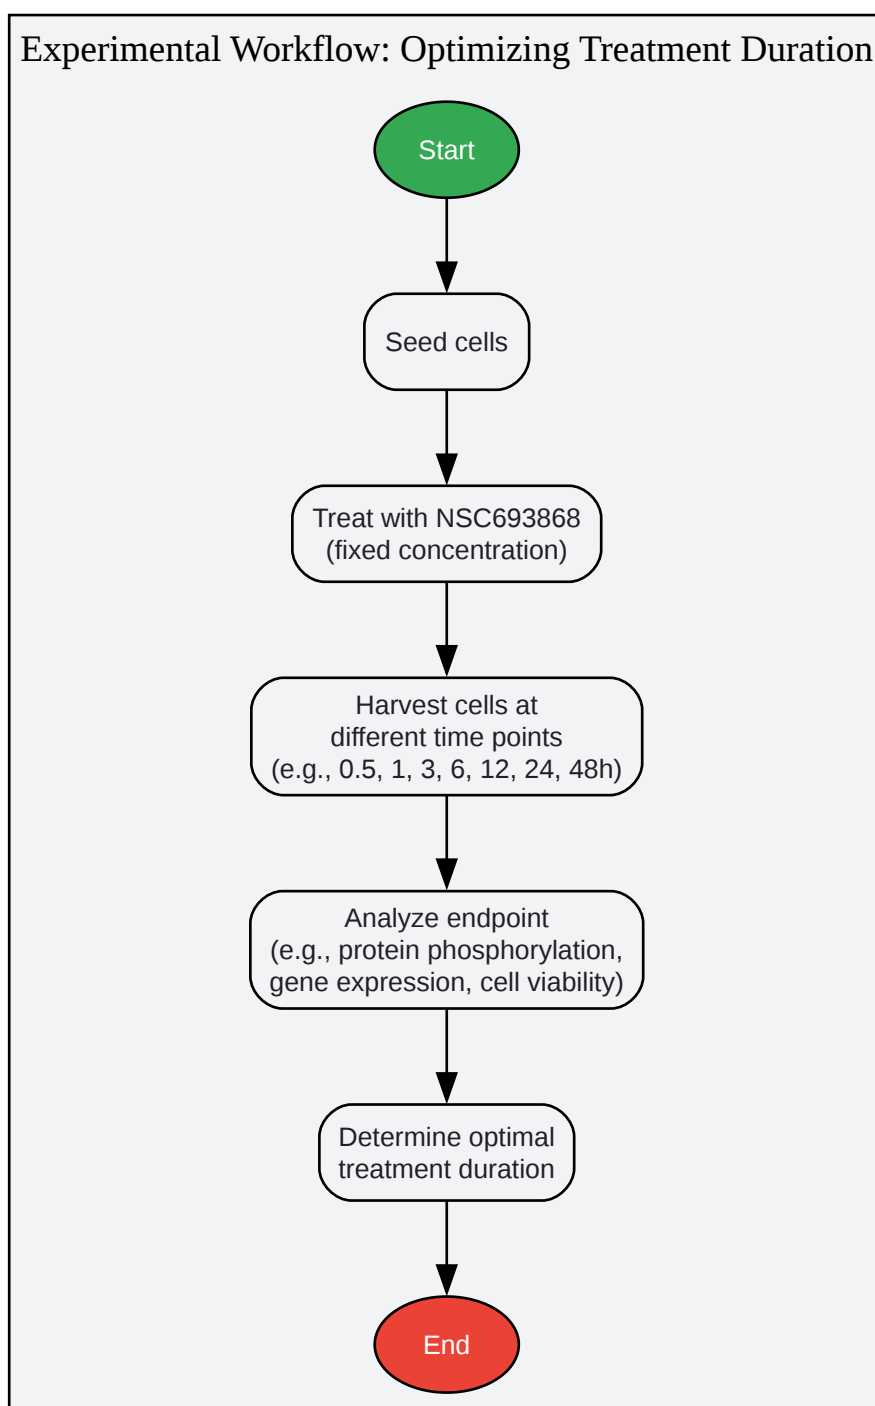 Experimental Workflow: Optimizing Treatment Duration
Start
Seed cells
Treat with NSC693868
(fixed concentration)
Harvest cells at
different time points
(e.g., 0.5, 1, 3, 6, 12, 24, 48h)
Analyze endpoint
(e.g., protein phosphorylation,
gene expression, cell viability)
Determine optimal
treatment duration
End